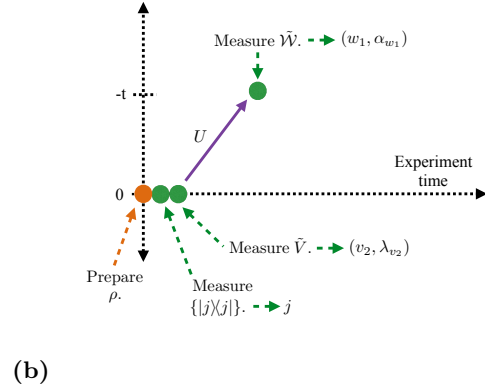 Measure 𝒲̃. (w₁, α_{w₁})
-t
U
Experiment
time
0
Measure Ṽ. (v₂, λ_{v₂})
Prepare
ρ.
Measure
{|j⟩⟨j|}. j
(b)